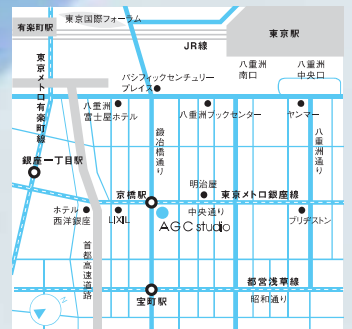 東京国際フォーラム
有楽町駅
東京駅
JR線
東京メトロ有楽町線
パシフィックセンチュリー
プレイス
八重洲
南口
八重洲
中央口
八重洲
富士屋ホテル
鍛冶橋通り
八重洲ブックセンター
ヤンマー
八重洲通り
銀座一丁目駅
京橋駅
明治屋
東京メトロ銀座線
ホテル
西洋銀座
LIXIL
中央通り
ブリヂストン
AGC studio
首都高速道路
都営浅草線
昭和通り
宝町駅
N